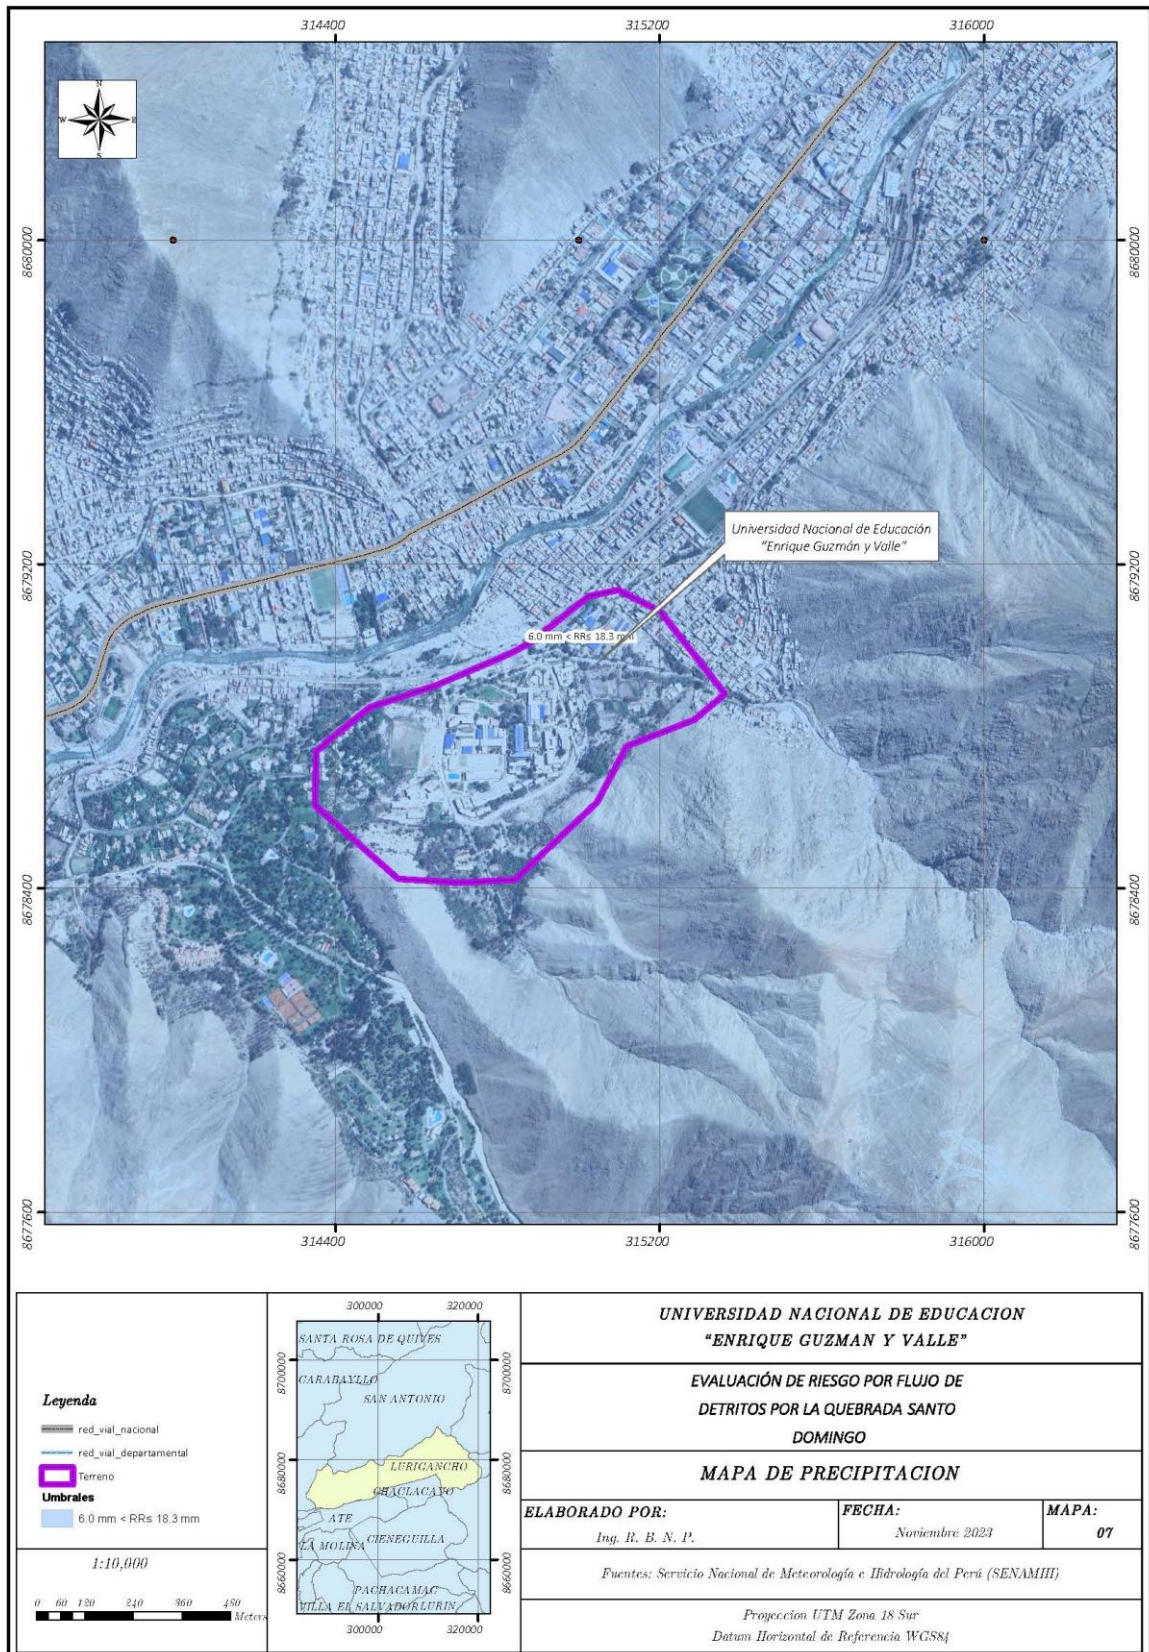 314400
315200
316000
N
W
E
S
8680000
8680000
Universidad Nacional de Educación
“Enrique Guzmán y Valle”
8679200
8679200
6.0 mm < RR≤ 18.3 mm
8678400
8678400
8677600
8677600
314400
315200
316000
Leyenda
red_vial_nacional
red_vial_departamental
Terreno
Umbrales
6.0 mm < RR≤ 18.3 mm
1:10,000
0 60 120 240 360 450
Meters
300000
320000
8700000
8700000
8680000
8680000
8660000
8660000
SANTA ROSA DE QUIVES
CARABAYLLO
SAN ANTONIO
LURIGANCHO
CHACLACAYO
ATE
CIENEGUILLA
LA MOLINA
PACHACAMAC
VILLA EL SALVADOR
LURIN
300000
320000
UNIVERSIDAD NACIONAL DE EDUCACION
“ENRIQUE GUZMAN Y VALLE”
EVALUACIÓN DE RIESGO POR FLUJO DE
DETRITOS POR LA QUEBRADA SANTO
DOMINGO
MAPA DE PRECIPITACION
ELABORADO POR:
Ing. R. B. N. P.
FECHA:
Noviembre 2023
MAPA:
07
Fuentes: Servicio Nacional de Meteorología e Hidrología del Perú (SENAMHI)
Proyeccion UTM Zona 18 Sur
Datum Horizontal de Referencia WGS84